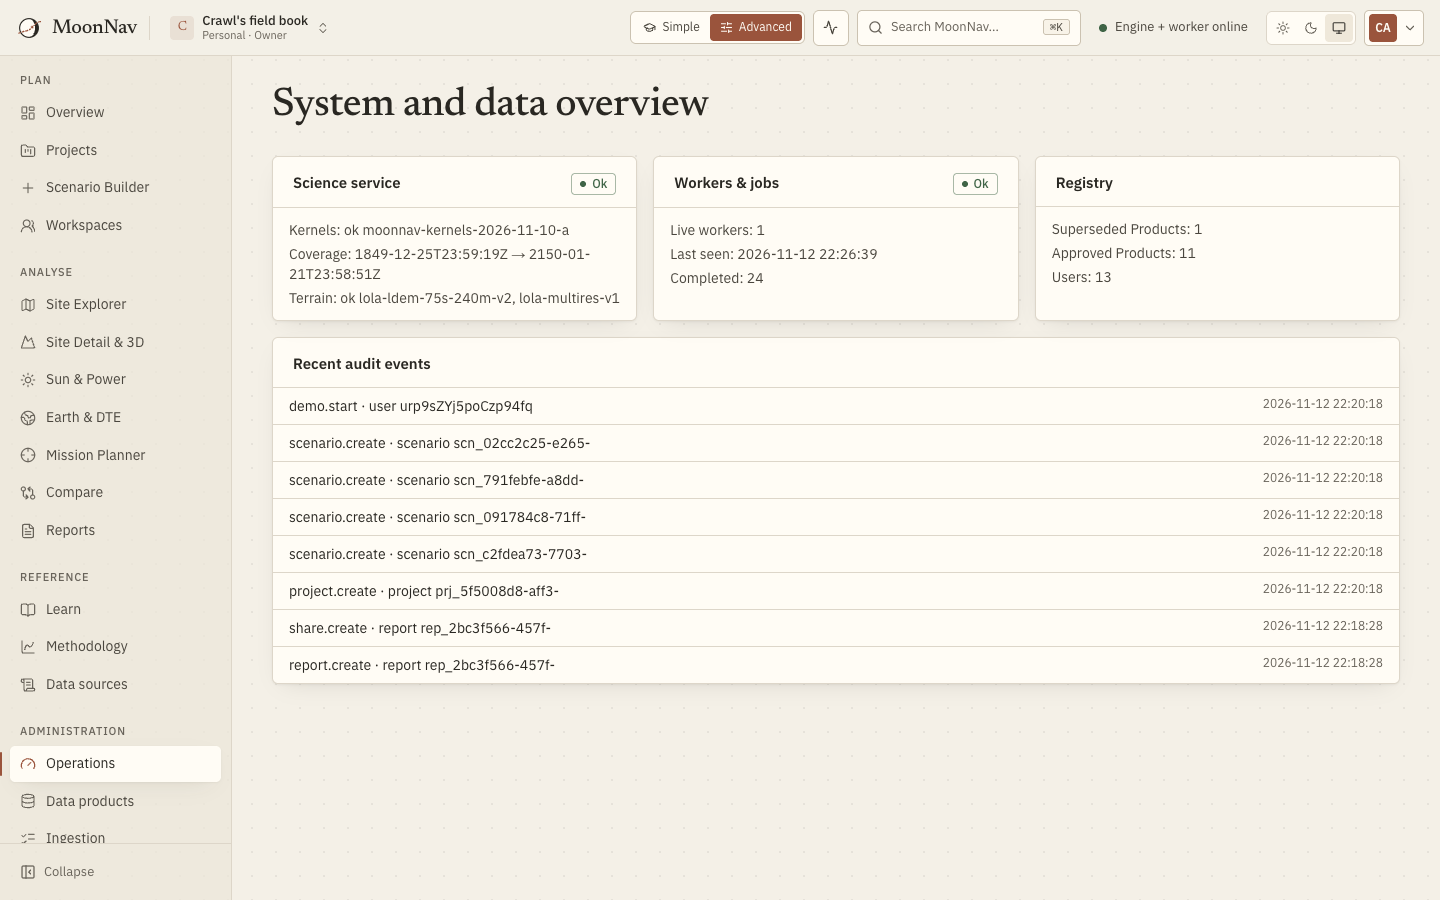 MoonNav
C
Crawl's field book
Personal · Owner
Simple
Advanced
Search MoonNav...
⌘K
Engine + worker online
CA
PLAN
Overview
Projects
Scenario Builder
Workspaces
ANALYSE
Site Explorer
Site Detail & 3D
Sun & Power
Earth & DTE
Mission Planner
Compare
Reports
REFERENCE
Learn
Methodology
Data sources
ADMINISTRATION
Operations
Data products
Ingestion
Collapse
System and data overview
Science service
Ok
Kernels: ok moonnav-kernels-2026-11-10-a
Coverage: 1849-12-25T23:59:19Z → 2150-01-
21T23:58:51Z
Terrain: ok lola-ldem-75s-240m-v2, lola-multires-v1
Workers & jobs
Ok
Live workers: 1
Last seen: 2026-11-12 22:26:39
Completed: 24
Registry
Superseded Products: 1
Approved Products: 11
Users: 13
Recent audit events
demo.start · user urp9sZYj5poCzp94fq 2026-11-12 22:20:18
scenario.create · scenario scn_02cc2c25-e265- 2026-11-12 22:20:18
scenario.create · scenario scn_791febfe-a8dd- 2026-11-12 22:20:18
scenario.create · scenario scn_091784c8-71ff- 2026-11-12 22:20:18
scenario.create · scenario scn_c2fdea73-7703- 2026-11-12 22:20:18
project.create · project prj_5f5008d8-aff3- 2026-11-12 22:20:18
share.create · report rep_2bc3f566-457f- 2026-11-12 22:18:28
report.create · report rep_2bc3f566-457f- 2026-11-12 22:18:28